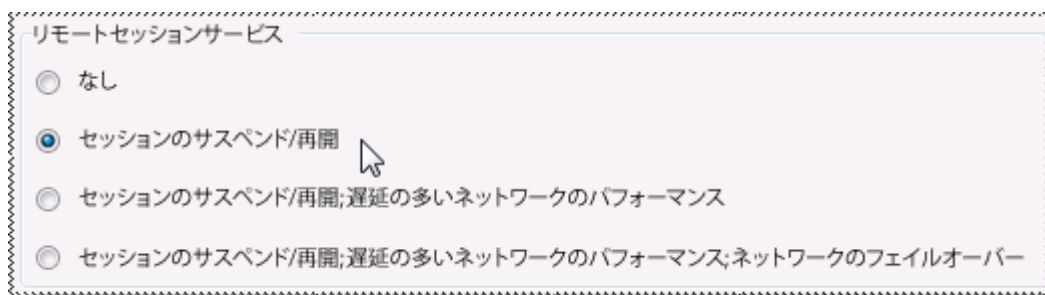 リモートセッションサービス
なし
セッションのサスペンド/再開
セッションのサスペンド/再開;遅延の多いネットワークのパフォーマンス
セッションのサスペンド/再開;遅延の多いネットワークのパフォーマンス;ネットワークのフェイルオーバー